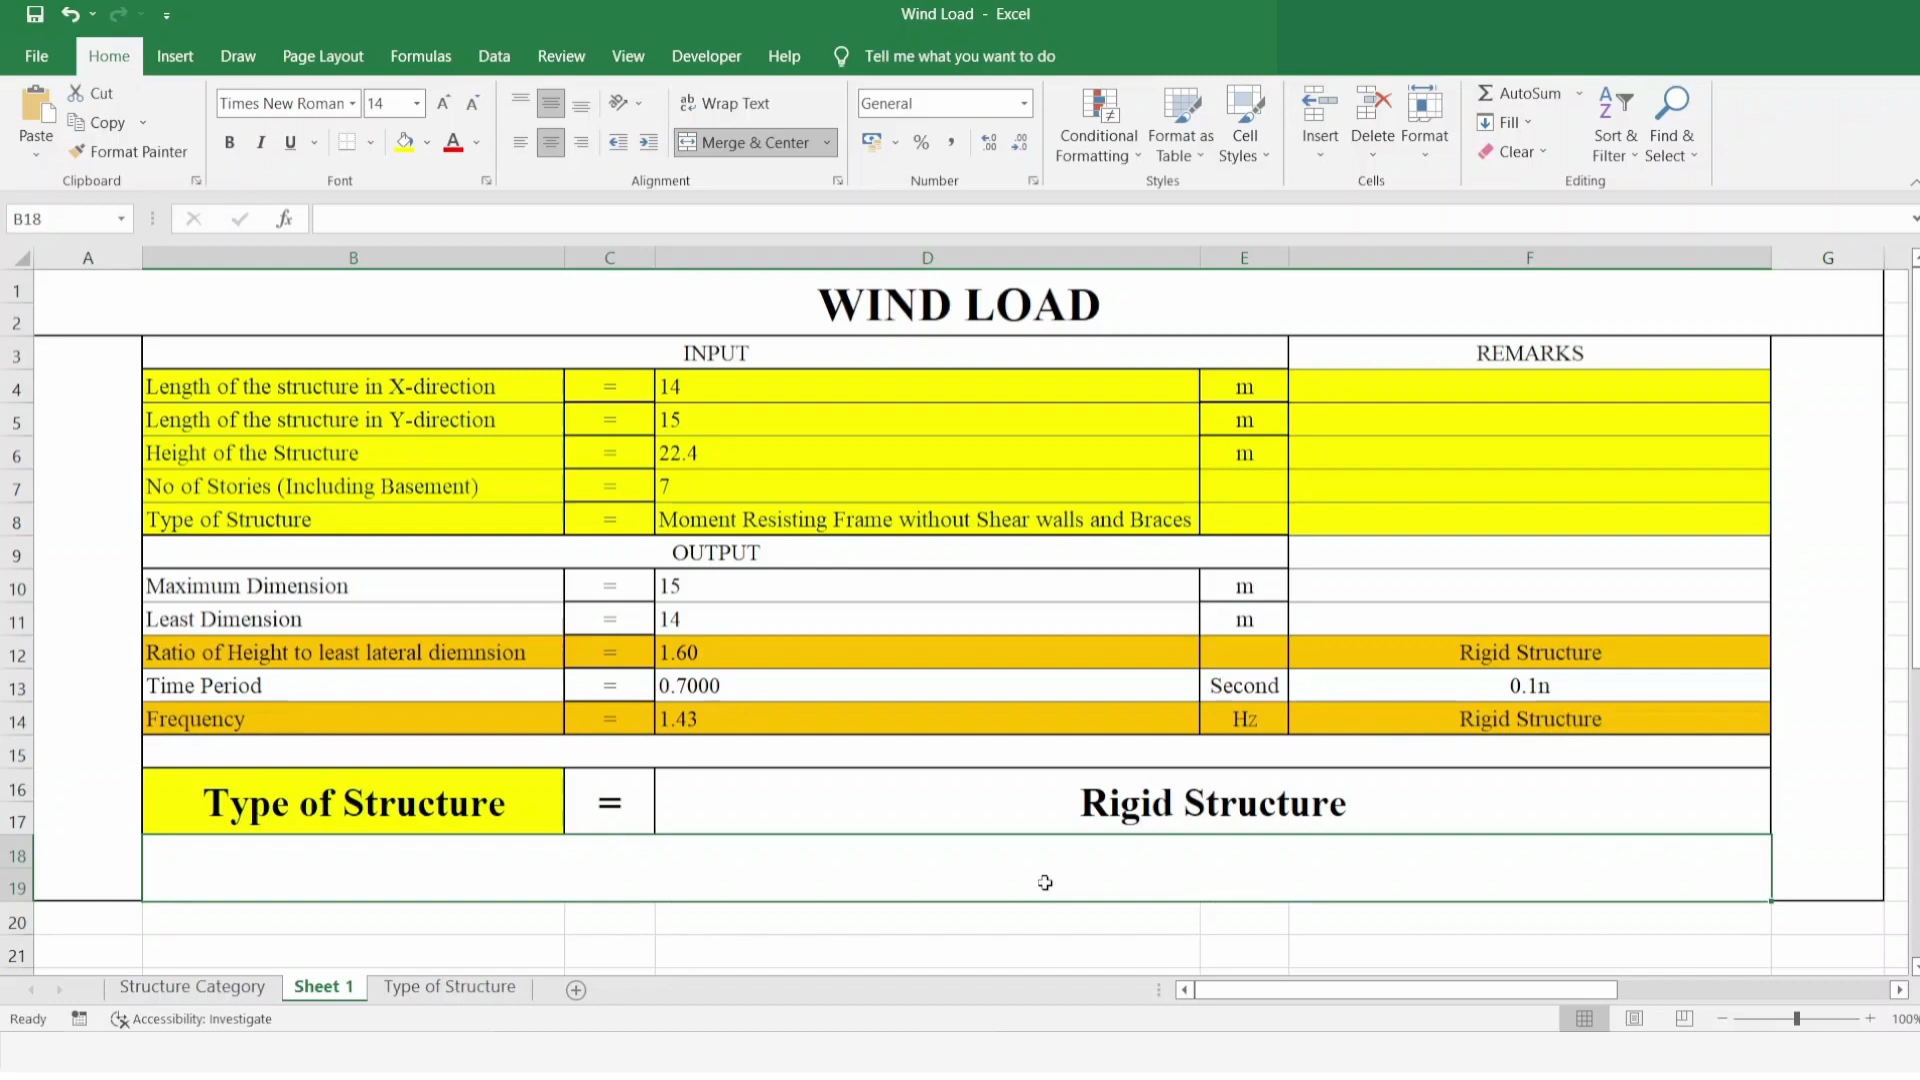 Wind Load - Excel
File Home Insert Draw Page Layout Formulas Data Review View Developer Help Tell me what you want to do
Paste
Cut
Copy
Format Painter
Clipboard
Times New Roman 14
B I U
Font
Wrap Text
Merge & Center
Alignment
General
Number
Conditional Formatting
Format as Table
Cell Styles
Styles
Insert
Delete
Format
Cells
AutoSum
Fill
Clear
Sort & Filter
Find & Select
Editing
B18 fx
A B C D E F G
1
2 WIND LOAD
3 INPUT REMARKS
4 Length of the structure in X-direction = 14 m
5 Length of the structure in Y-direction = 15 m
6 Height of the Structure = 22.4 m
7 No of Stories (Including Basement) = 7
8 Type of Structure = Moment Resisting Frame without Shear walls and Braces
9 OUTPUT
10 Maximum Dimension = 15 m
11 Least Dimension = 14 m
12 Ratio of Height to least lateral diemnsion = 1.60 Rigid Structure
13 Time Period = 0.7000 Second 0.1n
14 Frequency = 1.43 Hz Rigid Structure
15
16 Type of Structure = Rigid Structure
17
18
19
20
21
Structure Category Sheet 1 Type of Structure
Ready Accessibility: Investigate 100%